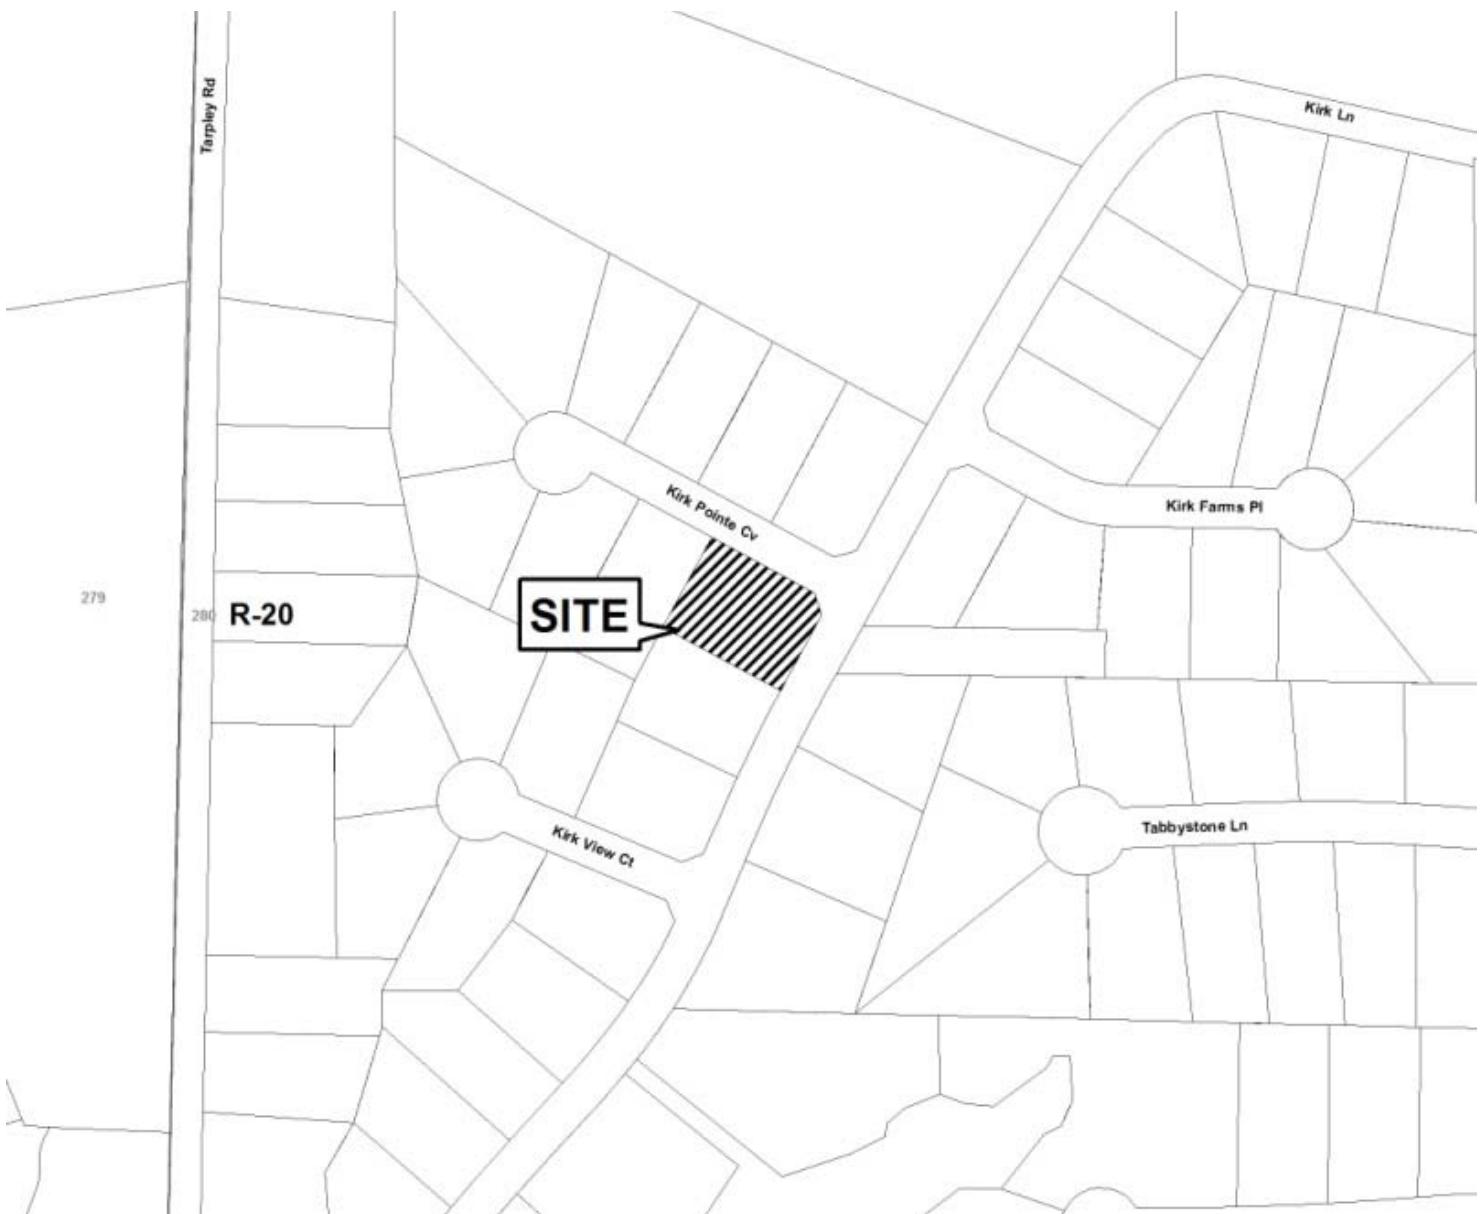 Tarpley Rd
Kirk Ln
Kirk Pointe Cv
Kirk Farms Pl
279
280
R-20
SITE
Tabbystone Ln
Kirk View Ct